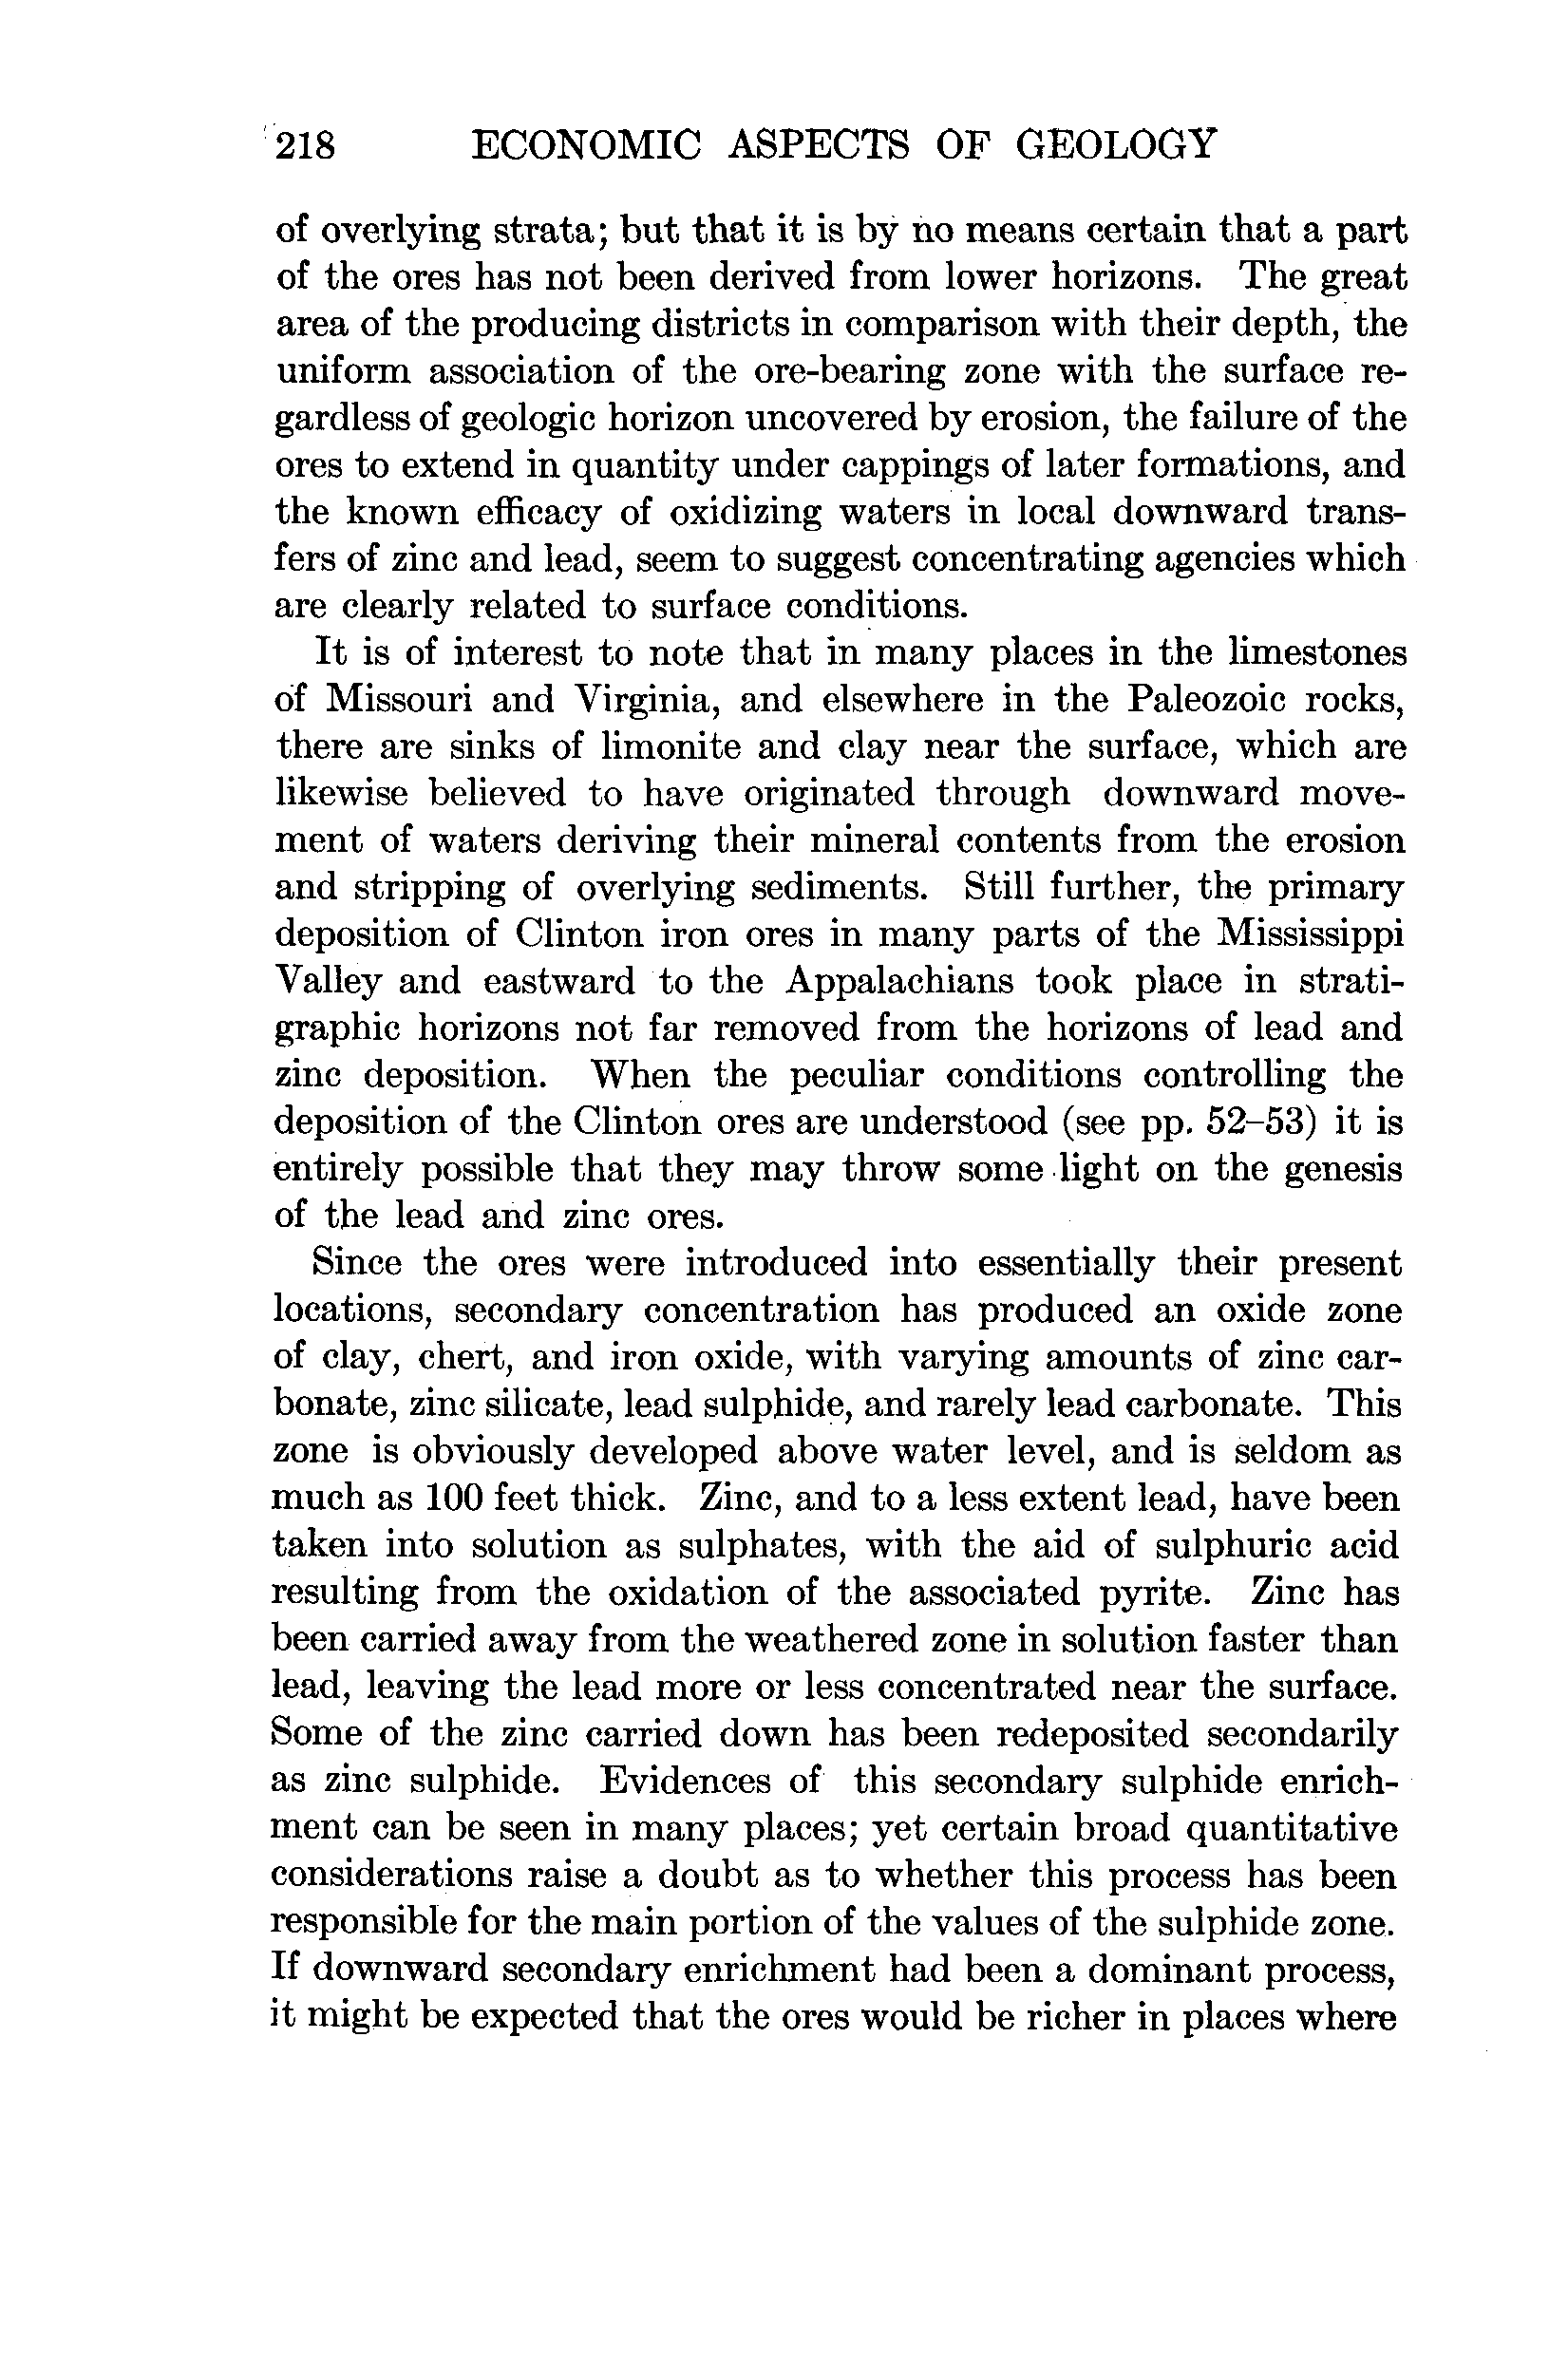 218 ECONOMIC ASPECTS OF GEOLOGY
of overlying strata; but that it is by no means certain that a part
of the ores has not been derived from lower horizons. The great
area of the producing districts in comparison with their depth, the
uniform association of the ore-bearing zone with the surface re-
gardless of geologic horizon uncovered by erosion, the failure of the
ores to extend in quantity under cappings of later formations, and
the known efficacy of oxidizing waters in local downward trans-
fers of zinc and lead, seem to suggest concentrating agencies which
are clearly related to surface conditions.
It is of interest to note that in many places in the limestones
of Missouri and Virginia, and elsewhere in the Paleozoic rocks,
there are sinks of limonite and clay near the surface, which are
likewise believed to have originated through downward move-
ment of waters deriving their mineral contents from the erosion
and stripping of overlying sediments. Still further, the primary
deposition of Clinton iron ores in many parts of the Mississippi
Valley and eastward to the Appalachians took place in strati-
graphic horizons not far removed from the horizons of lead and
zinc deposition. When the peculiar conditions controlling the
deposition of the Clinton ores are understood (see pp. 52–53) it is
entirely possible that they may throw some light on the genesis
of the lead and zinc ores.
Since the ores were introduced into essentially their present
locations, secondary concentration has produced an oxide zone
of clay, chert, and iron oxide, with varying amounts of zinc car-
bonate, zinc silicate, lead sulphide, and rarely lead carbonate. This
zone is obviously developed above water level, and is seldom as
much as 100 feet thick. Zinc, and to a less extent lead, have been
taken into solution as sulphates, with the aid of sulphuric acid
resulting from the oxidation of the associated pyrite. Zinc has
been carried away from the weathered zone in solution faster than
lead, leaving the lead more or less concentrated near the surface.
Some of the zinc carried down has been redeposited secondarily
as zinc sulphide. Evidences of this secondary sulphide enrich-
ment can be seen in many places; yet certain broad quantitative
considerations raise a doubt as to whether this process has been
responsible for the main portion of the values of the sulphide zone.
If downward secondary enrichment had been a dominant process,
it might be expected that the ores would be richer in places where